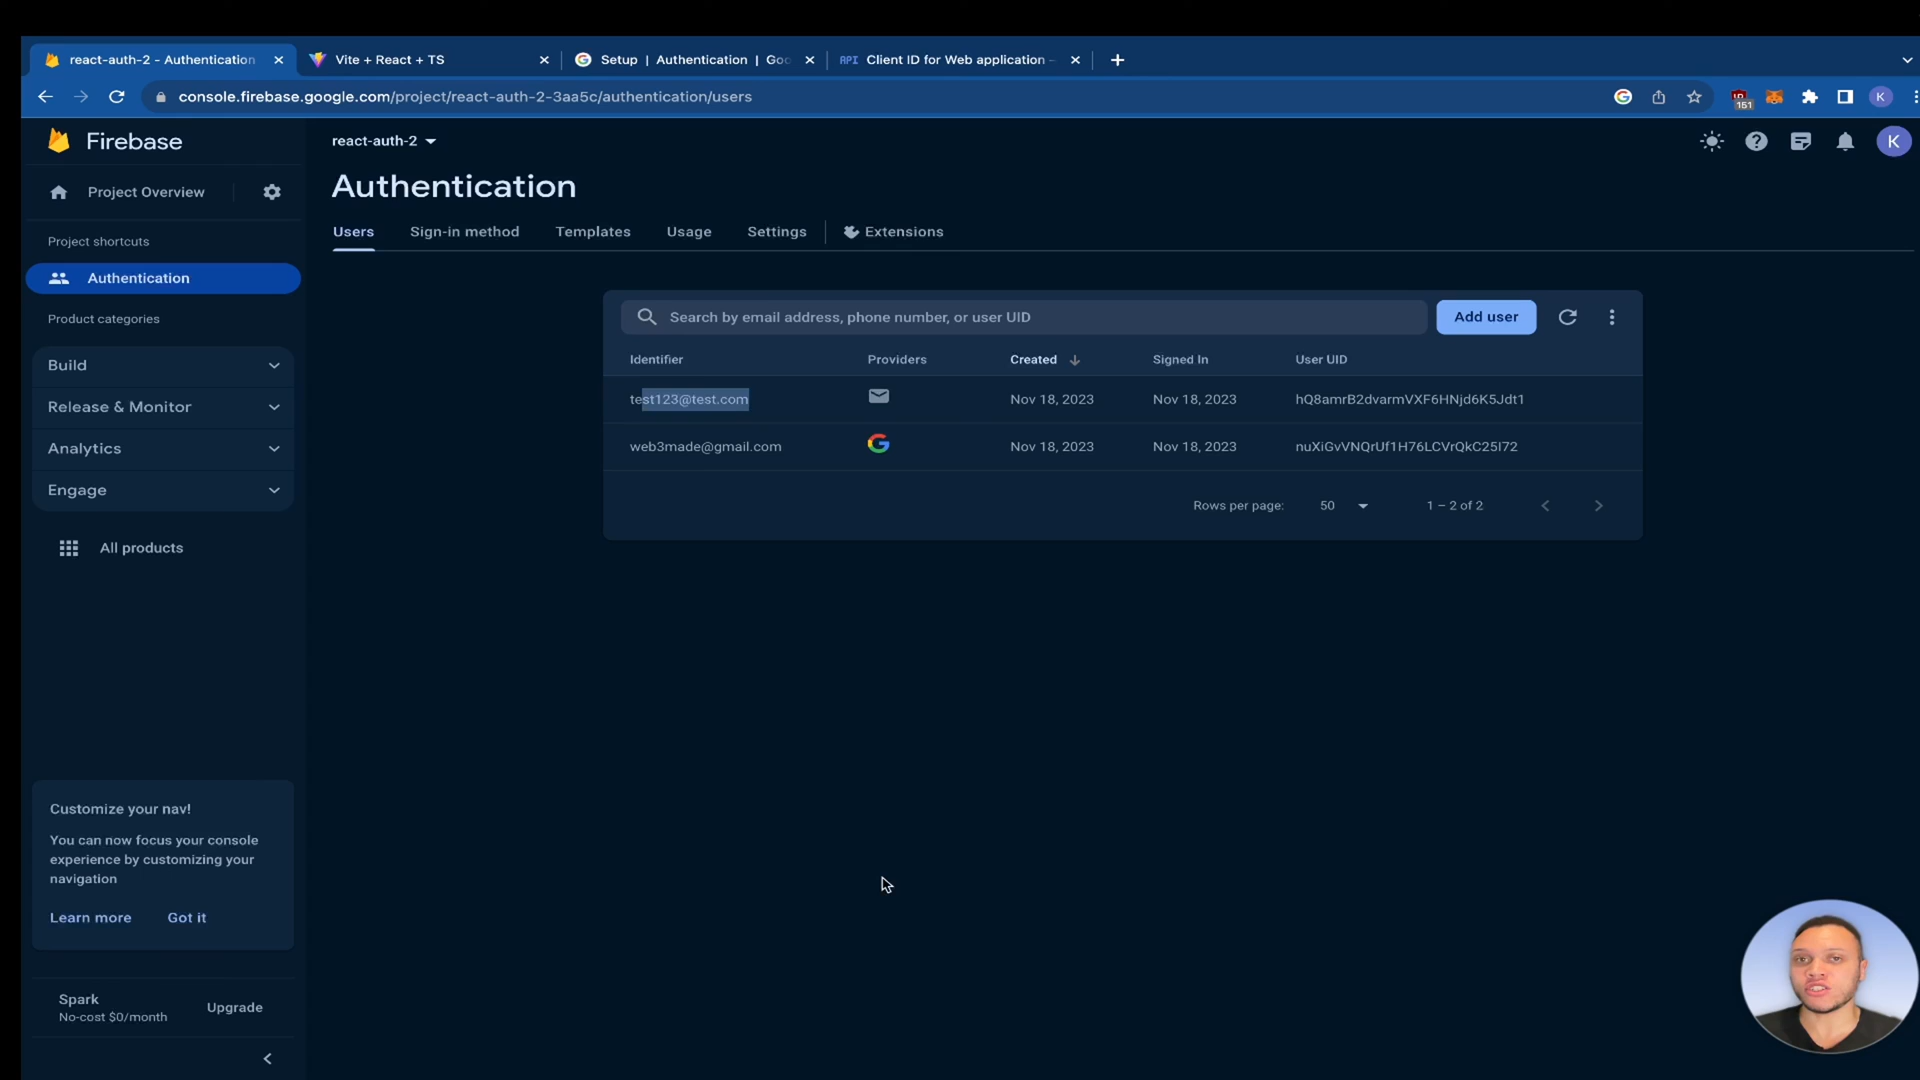 react-auth-2 - Authentication
Vite + React + TS
Setup | Authentication | Goo
API Client ID for Web application -
console.firebase.google.com/project/react-auth-2-3aa5c/authentication/users
151
K
Firebase
react-auth-2
K
Project Overview
Authentication
Users Sign-in method Templates Usage Settings Extensions
Project shortcuts
Authentication
Product categories
Build
Release & Monitor
Analytics
Engage
All products
Search by email address, phone number, or user UID
Add user
Identifier Providers Created Signed In User UID
test123@test.com Nov 18, 2023 Nov 18, 2023 hQ8amrB2dvarmVXF6HNjd6K5Jdt1
web3made@gmail.com Nov 18, 2023 Nov 18, 2023 nuXiGvVNQrUf1H76LCVrQkC25I72
Rows per page: 50 1 – 2 of 2
Customize your nav!
You can now focus your console
experience by customizing your
navigation
Learn more Got it
Spark
No-cost $0/month
Upgrade